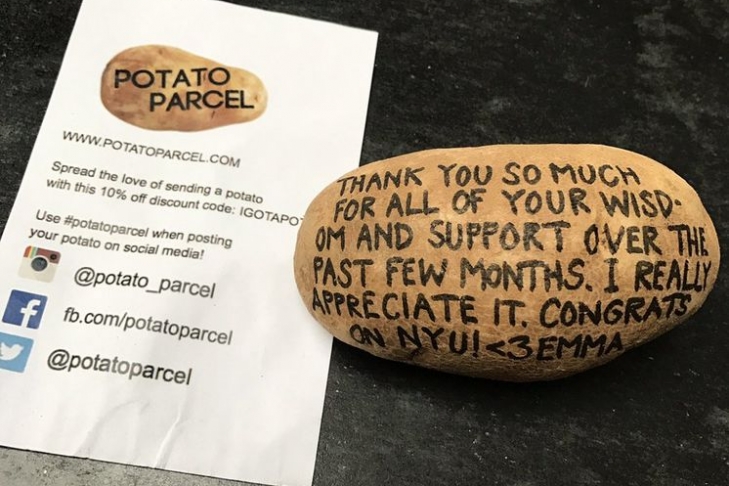 POTATO
PARCEL
WWW.POTATOPARCEL.COM
Spread the love of sending a potato
with this 10% off discount code: IGOTAPO
Use #potatoparcel when posting
your potato on social media!
@potato_parcel
fb.com/potatoparcel
@potatoparcel
THANK YOU SO MUCH
FOR ALL OF YOUR WISD-
OM AND SUPPORT OVER THE
PAST FEW MONTHS. I REALLY
APPRECIATE IT. CONGRATS
ON NYU! <3 EMMA